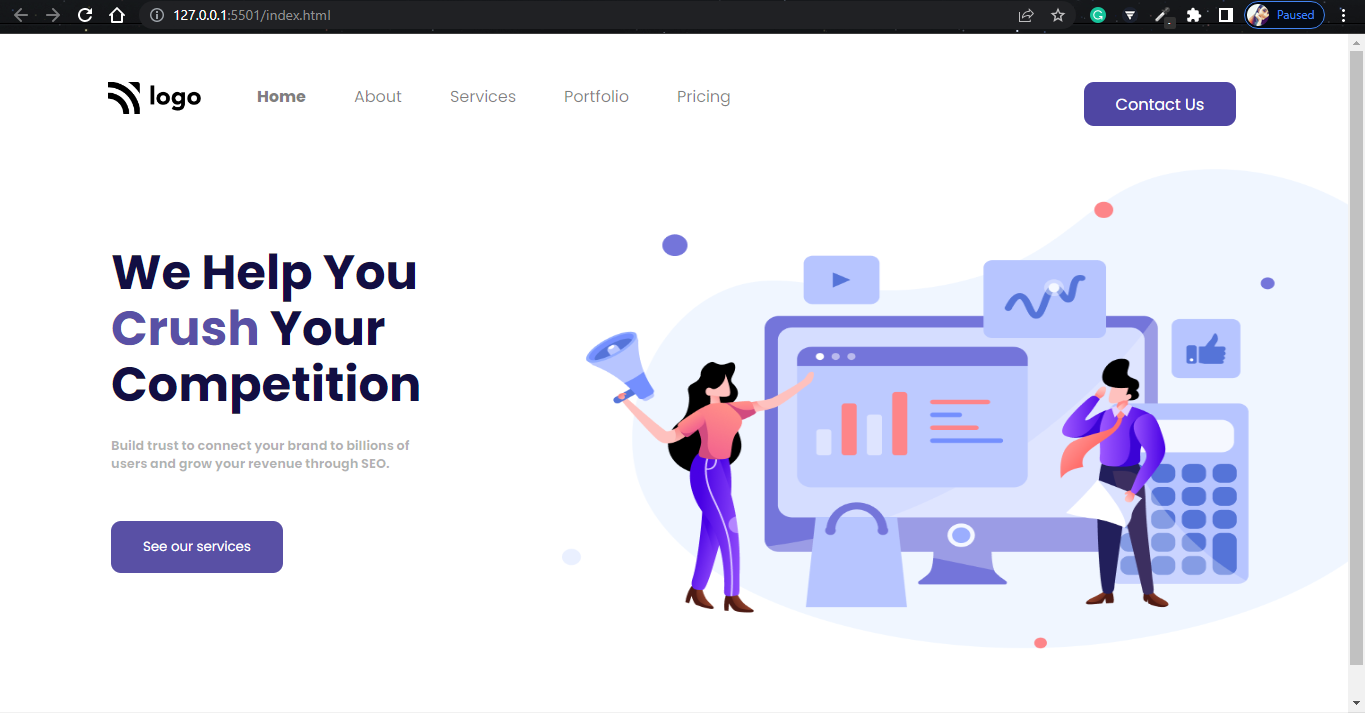 127.0.0.1:5501/index.html
Paused
logo
Home
About
Services
Portfolio
Pricing
Contact Us
We Help You
Crush Your
Competition
Build trust to connect your brand to billions of
users and grow your revenue through SEO.
See our services